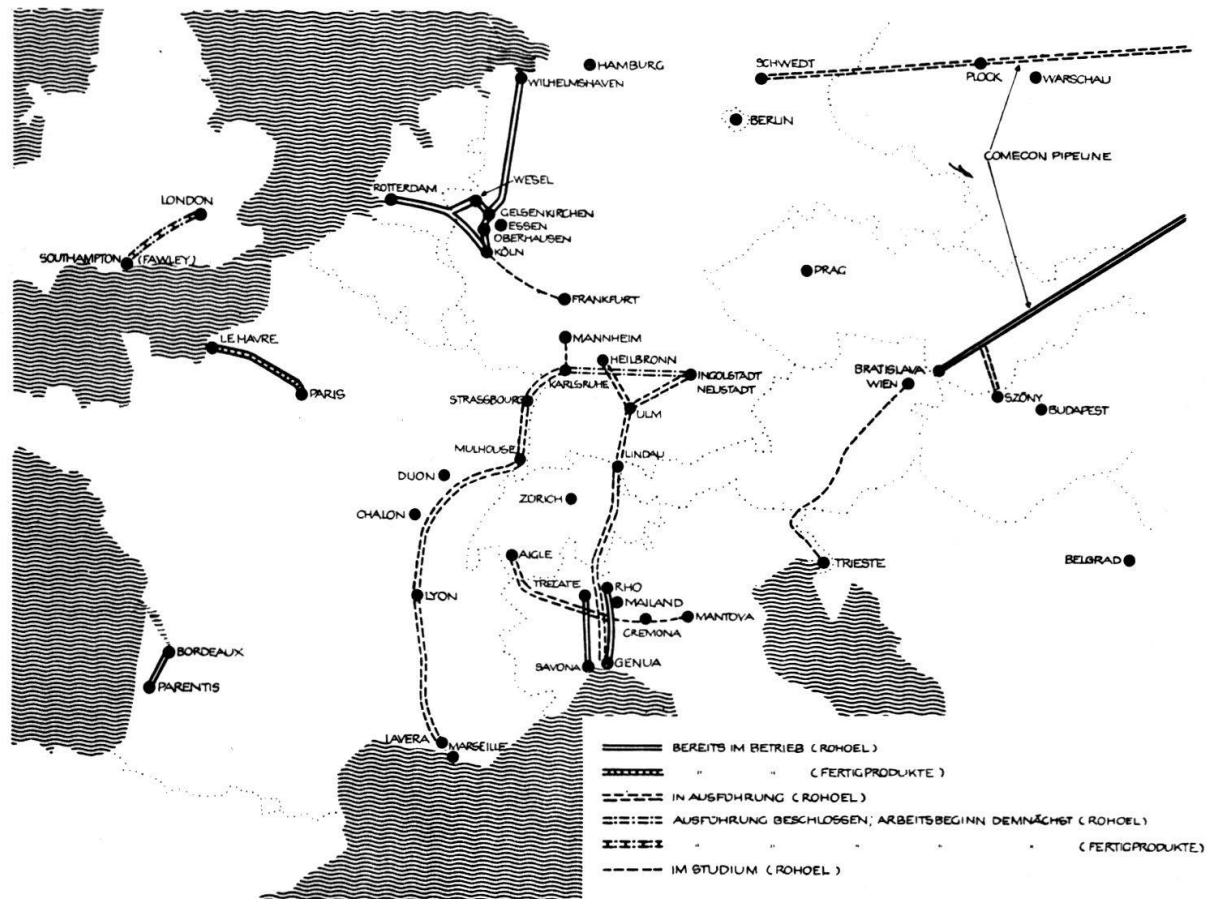 HAMBURG
WILHELMSHAVEN
SCHWEDT
PLOCK
WARSCHAU
BERLIN
COMECON PIPELINE
WESEL
ROTTERDAM
LONDON
GELSENKIRCHEN
ESSEN
OBERHAUSEN
KÖLN
SOUTHAMPTON (FAWLEY)
PRAG
FRANKFURT
LE HAVRE
MANNHEIM
HEILBRONN
KARLSRUHE
INGOLSTADT
NEUSTADT
BRATISLAVA
WIEN
PARIS
STRASSBOURG
ULM
SZÖNY
BUDAPEST
MULHOUSE
LINDAU
DIJON
ZÜRICH
CHALON
AIGLE
TRIESTE
BELGRAD
TRECATE
RHO
LYON
MAILAND
MANTOVA
CREMONA
BORDEAUX
SAVONA
GENUA
PARENTIS
LAVERA
MARSEILLE
BEREITS IM BETRIEB (ROHOEL)
" " (FERTIGPRODUKTE)
IN AUSFÜHRUNG (ROHOEL)
AUSFÜHRUNG BESCHLOSSEN; ARBEITSBEGINN DEMNÄCHST (ROHOEL)
" " " " " (FERTIGPRODUKTE)
IM STUDIUM (ROHOEL)